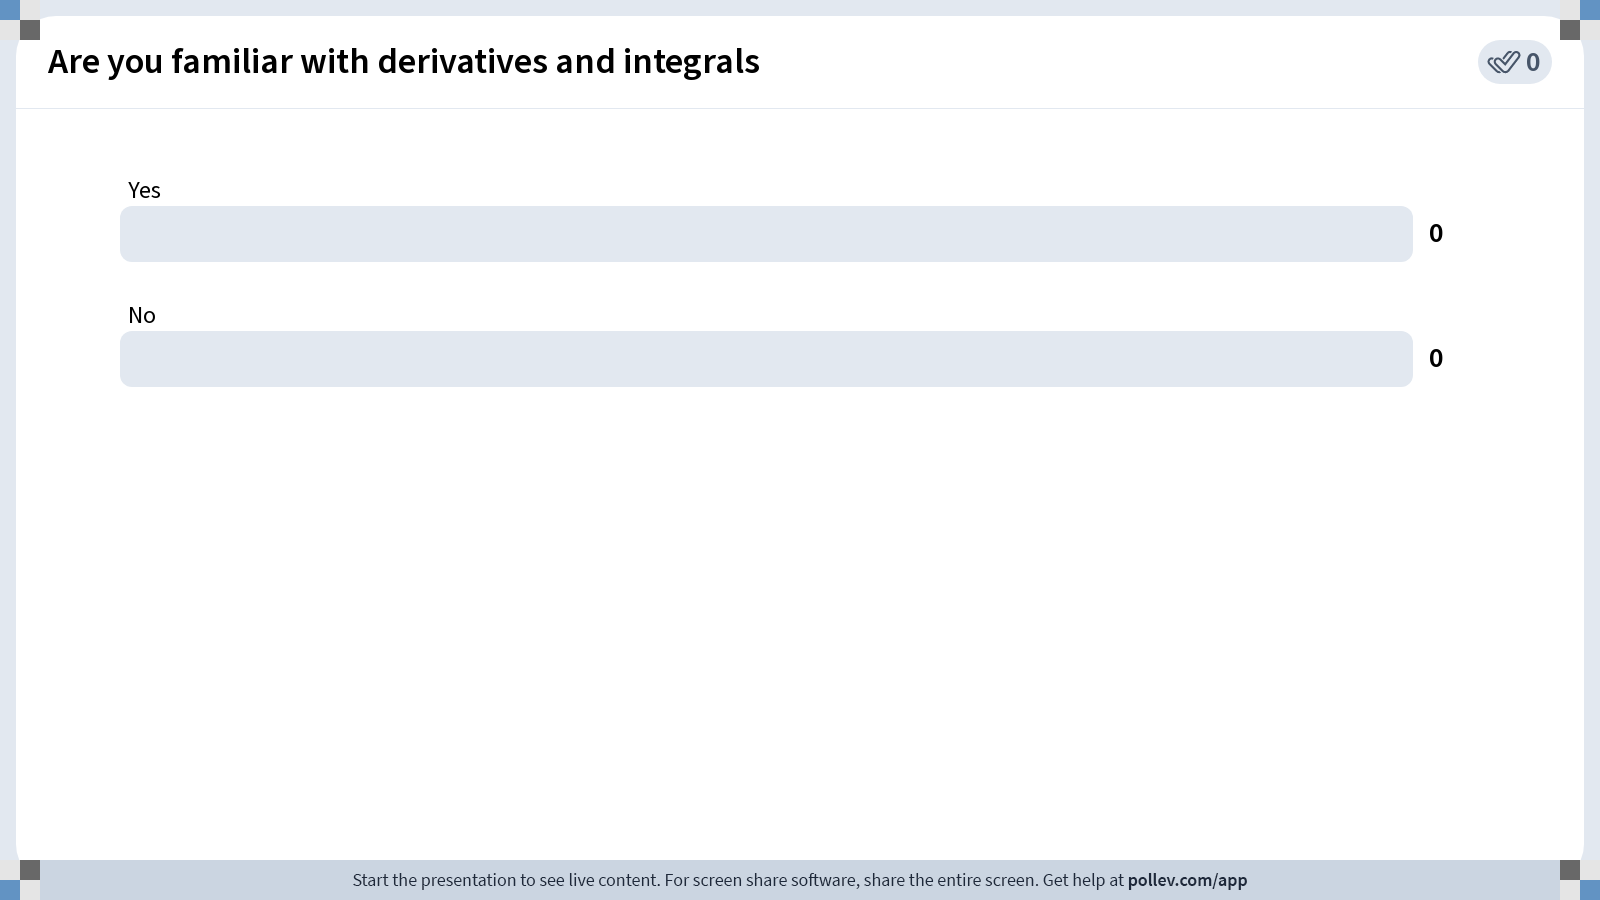 Are you familiar with derivatives and integrals
0
Yes
0
No
0
Start the presentation to see live content. For screen share software, share the entire screen. Get help at pollev.com/app